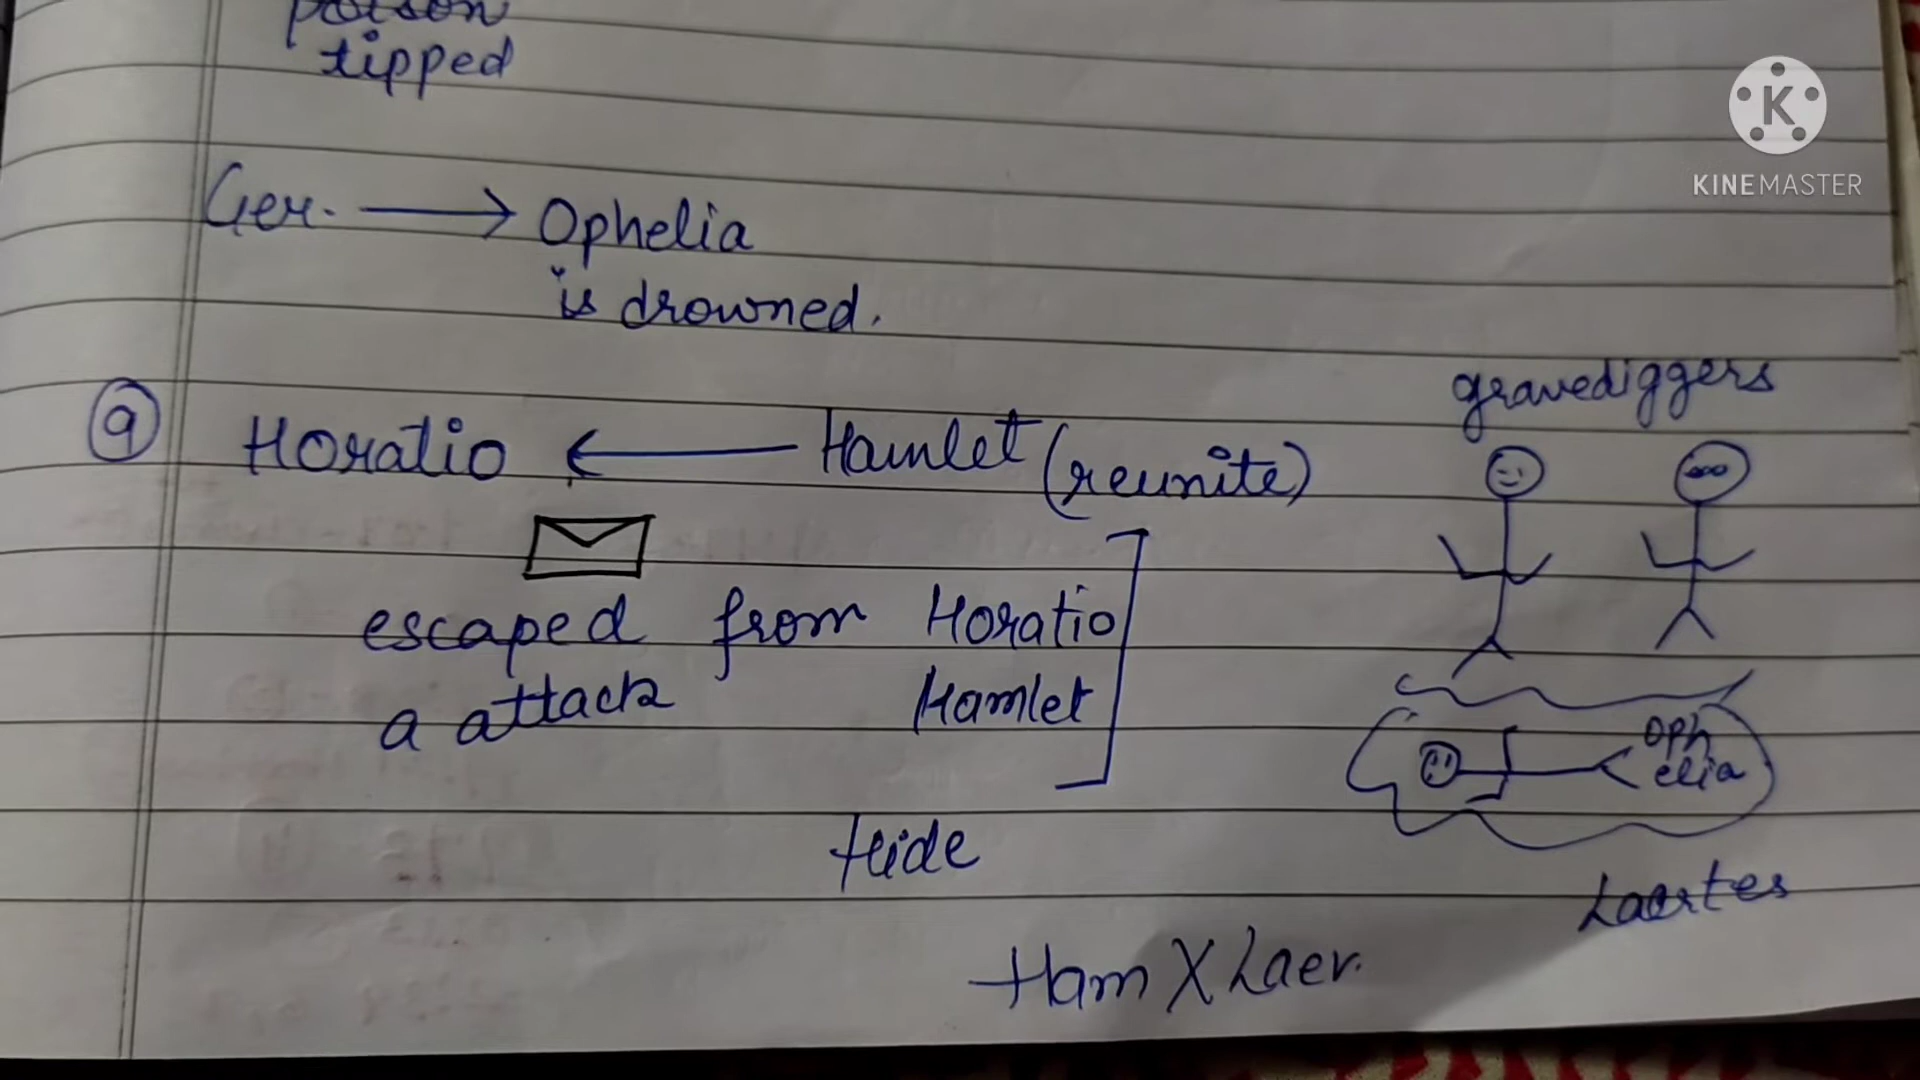 poison
tipped
KINEMASTER
Ger. → Ophelia
is drowned.
gravediggers
9 Horatio ← Hamlet (reunite)
escaped from Horatio
a attack Hamlet
Oph
elia
Hide
Laertes
Ham X Laer.